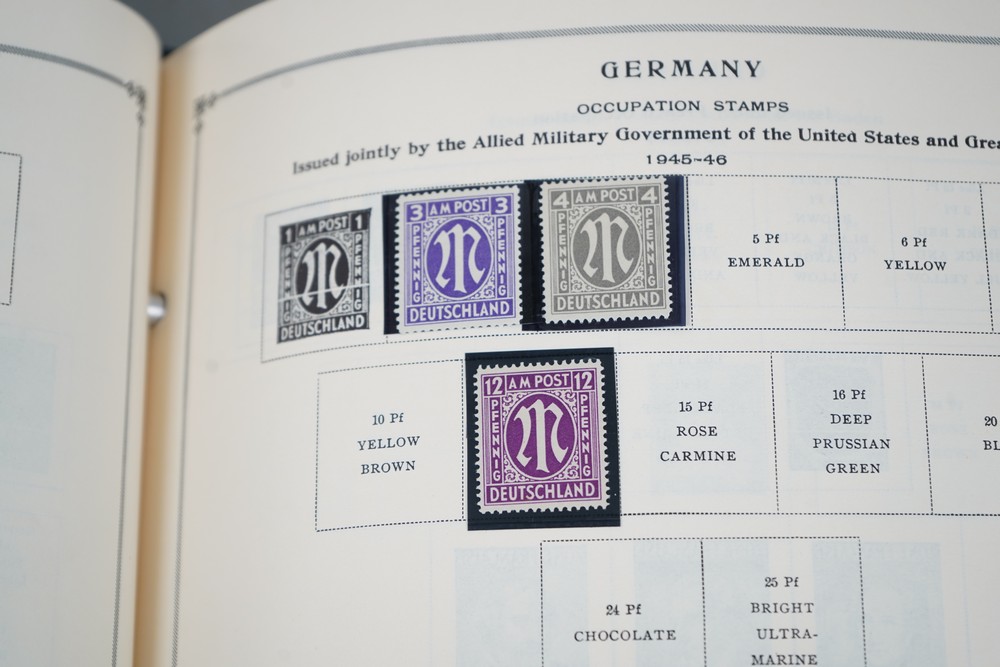 GERMANY
OCCUPATION STAMPS
Issued jointly by the Allied Military Government of the United States and
1945-46
1 AM POST 1
PFENNIG
PFENNIG
DEUTSCHLAND
3 AM POST 3
PFENNIG
PFENNIG
DEUTSCHLAND
4 AM POST 4
PFENNIG
PFENNIG
DEUTSCHLAND
5 Pf
EMERALD
6 Pf
YELLOW
10 Pf
YELLOW
BROWN
12 AM POST 12
PFENNIG
M
PFENNIG
DEUTSCHLAND
15 Pf
ROSE
CARMINE
16 Pf
DEEP
PRUSSIAN
GREEN
20
24 Pf
CHOCOLATE
25 Pf
BRIGHT
ULTRA-
MARINE